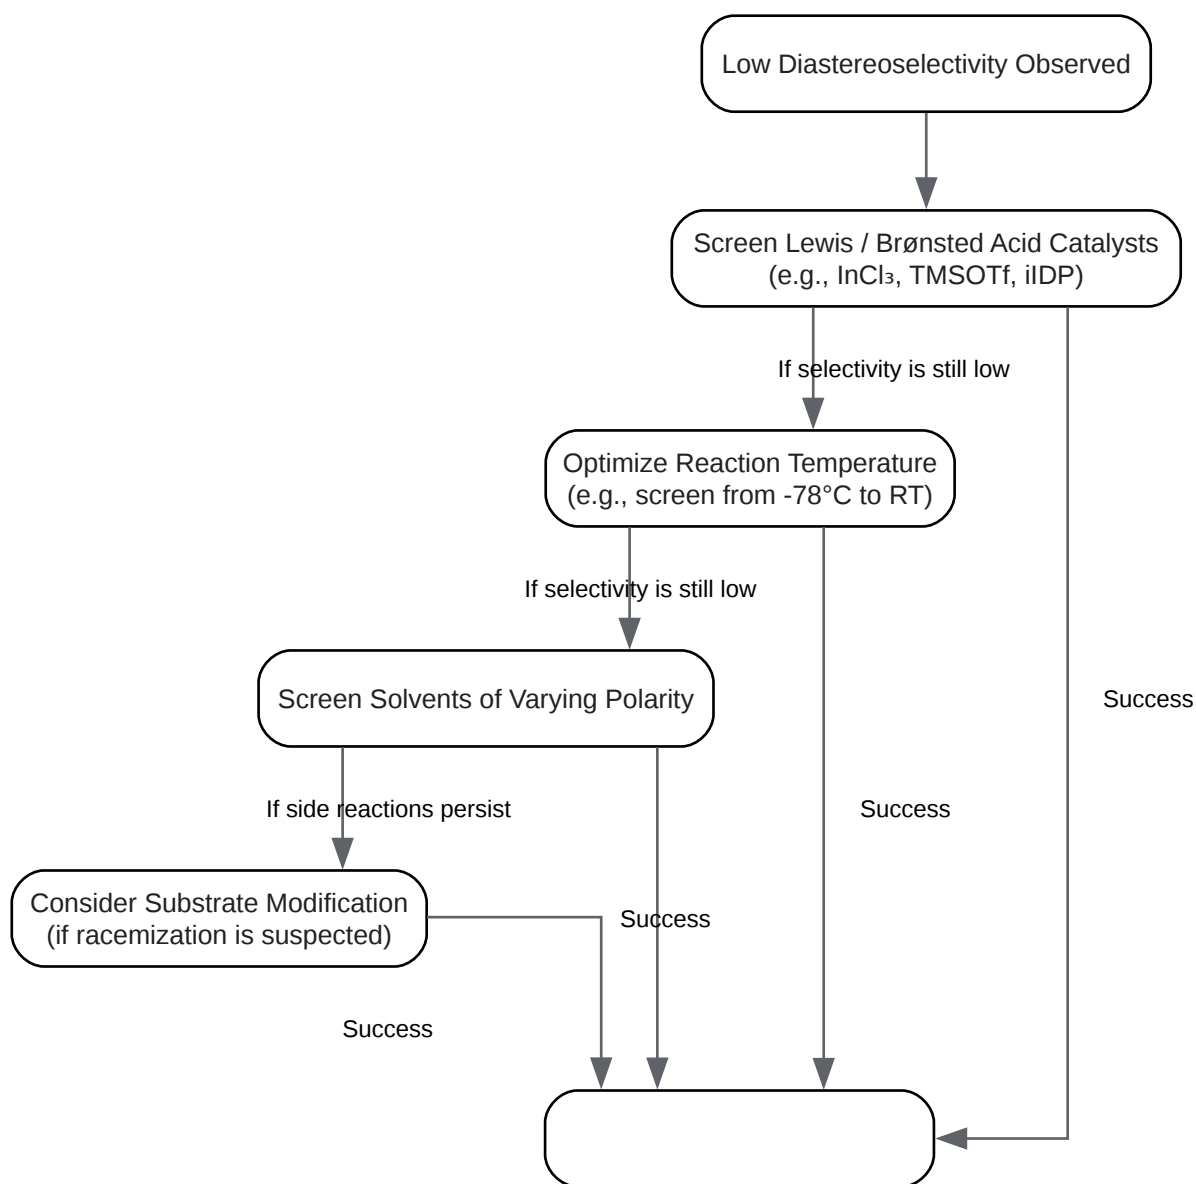 Low Diastereoselectivity Observed
Screen Lewis / Brønsted Acid Catalysts
(e.g., InCl₃, TMSOTf, iIDP)
If selectivity is still low
Optimize Reaction Temperature
(e.g., screen from -78°C to RT)
If selectivity is still low
Screen Solvents of Varying Polarity
Success
If side reactions persist
Success
Consider Substrate Modification
(if racemization is suspected)
Success
Success